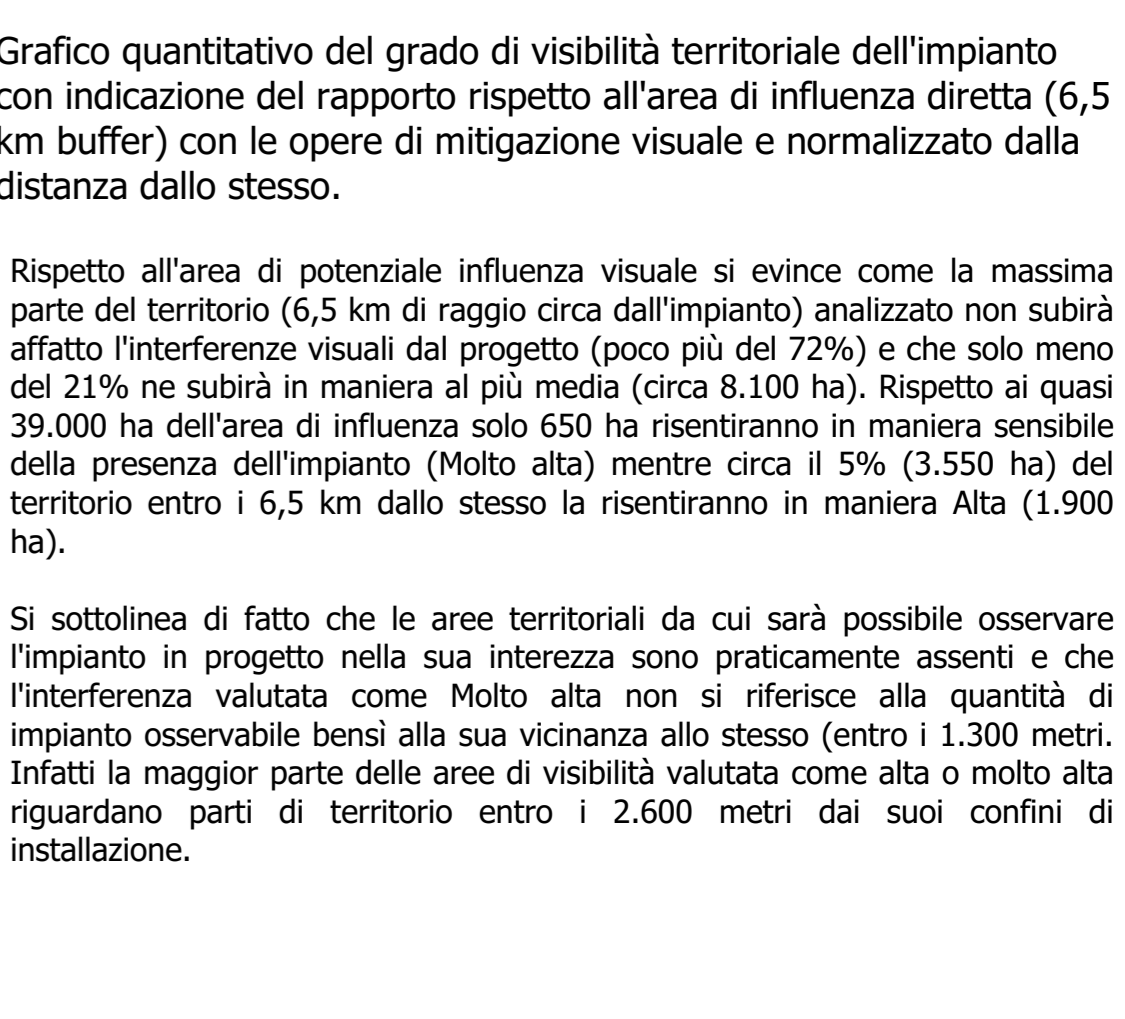 Grafico quantitativo del grado di visibilità territoriale dell'impianto
con indicazione del rapporto rispetto all'area di influenza diretta (6,5
km buffer) con le opere di mitigazione visuale e normalizzato dalla
distanza dallo stesso.
Rispetto all'area di potenziale influenza visuale si evince come la massima
parte del territorio (6,5 km di raggio circa dall'impianto) analizzato non subirà
affatto l'interferenze visuali dal progetto (poco più del 72%) e che solo meno
del 21% ne subirà in maniera al più media (circa 8.100 ha). Rispetto ai quasi
39.000 ha dell'area di influenza solo 650 ha risentiranno in maniera sensibile
della presenza dell'impianto (Molto alta) mentre circa il 5% (3.550 ha) del
territorio entro i 6,5 km dallo stesso la risentiranno in maniera Alta (1.900
ha).
Si sottolinea di fatto che le aree territoriali da cui sarà possibile osservare
l'impianto in progetto nella sua interezza sono praticamente assenti e che
l'interferenza valutata come Molto alta non si riferisce alla quantità di
impianto osservabile bensì alla sua vicinanza allo stesso (entro i 1.300 metri.
Infatti la maggior parte delle aree di visibilità valutata come alta o molto alta
riguardano parti di territorio entro i 2.600 metri dai suoi confini di
installazione.